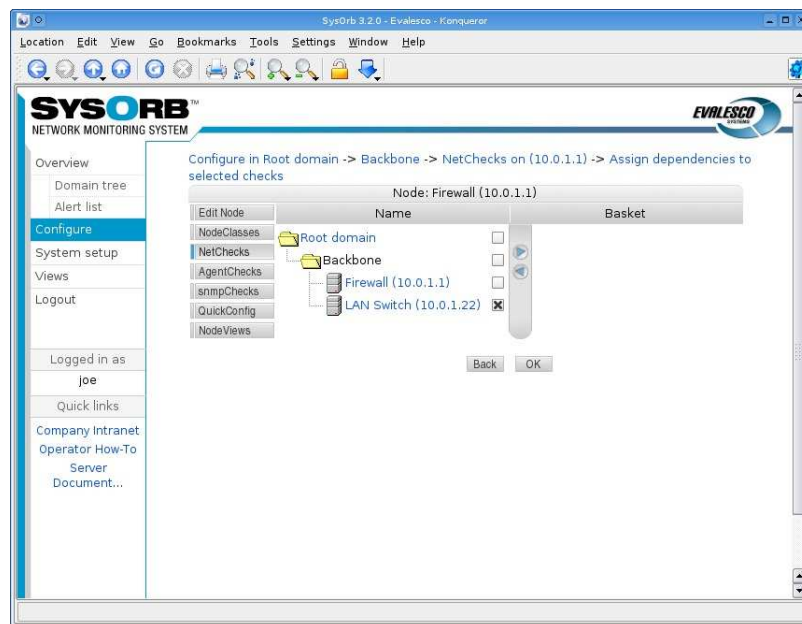 SysOrb 3.2.0 - Evalesco - Konqueror
Location Edit View Go Bookmarks Tools Settings Window Help
SYSORB™
NETWORK MONITORING SYSTEM
EVALESCO
SYSTEMS
Overview
Domain tree
Alert list
Configure
System setup
Views
Logout
Logged in as
joe
Quick links
Company Intranet
Operator How-To
Server
Document...
Configure in Root domain -> Backbone -> NetChecks on (10.0.1.1) -> Assign dependencies to
selected checks
Node: Firewall (10.0.1.1)
Edit Node
NodeClasses
NetChecks
AgentChecks
snmpChecks
QuickConfig
NodeViews
Name Basket
Root domain
Backbone
Firewall (10.0.1.1)
LAN Switch (10.0.1.22)
Back OK